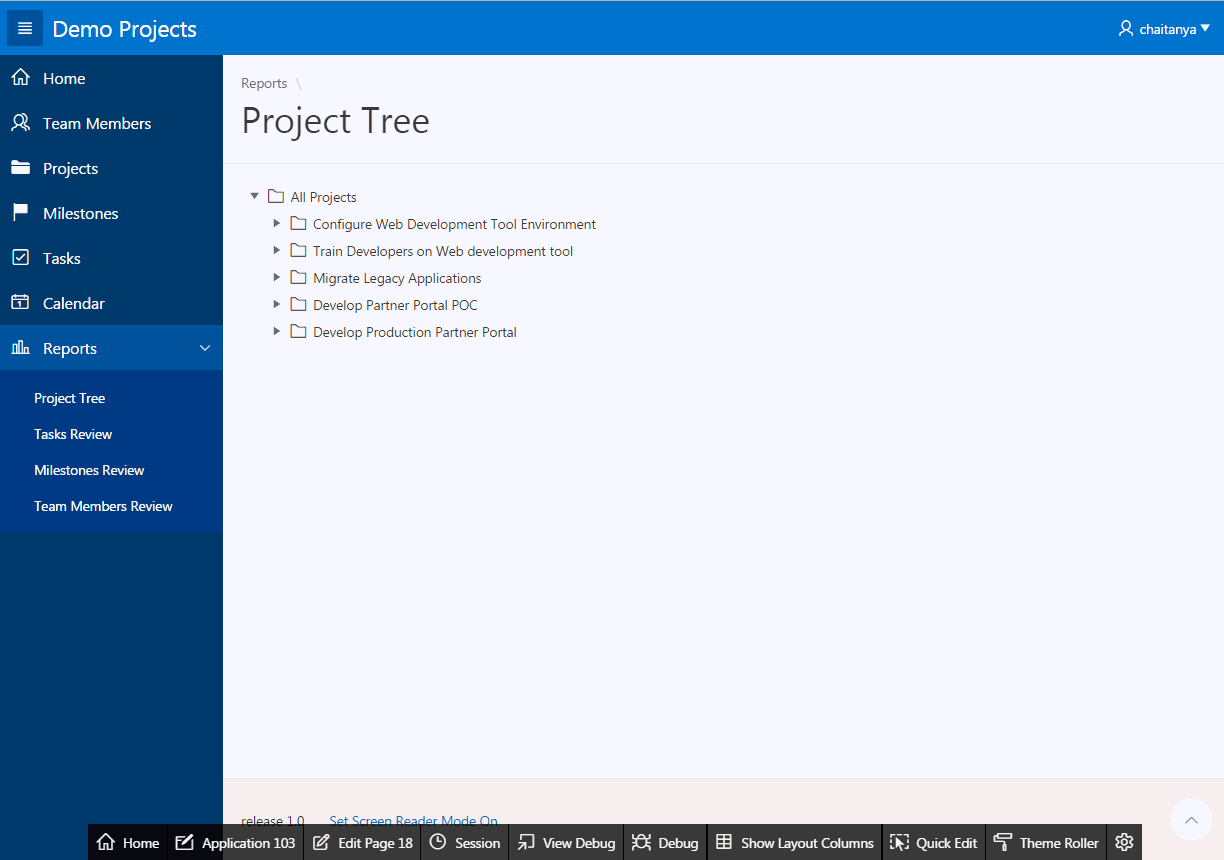 Demo Projects
chaitanya
Home
Team Members
Projects
Milestones
Tasks
1 Calendar
Reports
Project Tree
Tasks Review
Milestones Review
Team Members Review
Reports \
Project Tree
All Projects
Configure Web Development Tool Environment
Train Developers on Web development tool
Migrate Legacy Applications
Develop Partner Portal POC
Develop Production Partner Portal
release 1.0 Set Screen Reader Mode On
Home Application 103 Edit Page 18 Session View Debug Debug Show Layout Columns Quick Edit Theme Roller